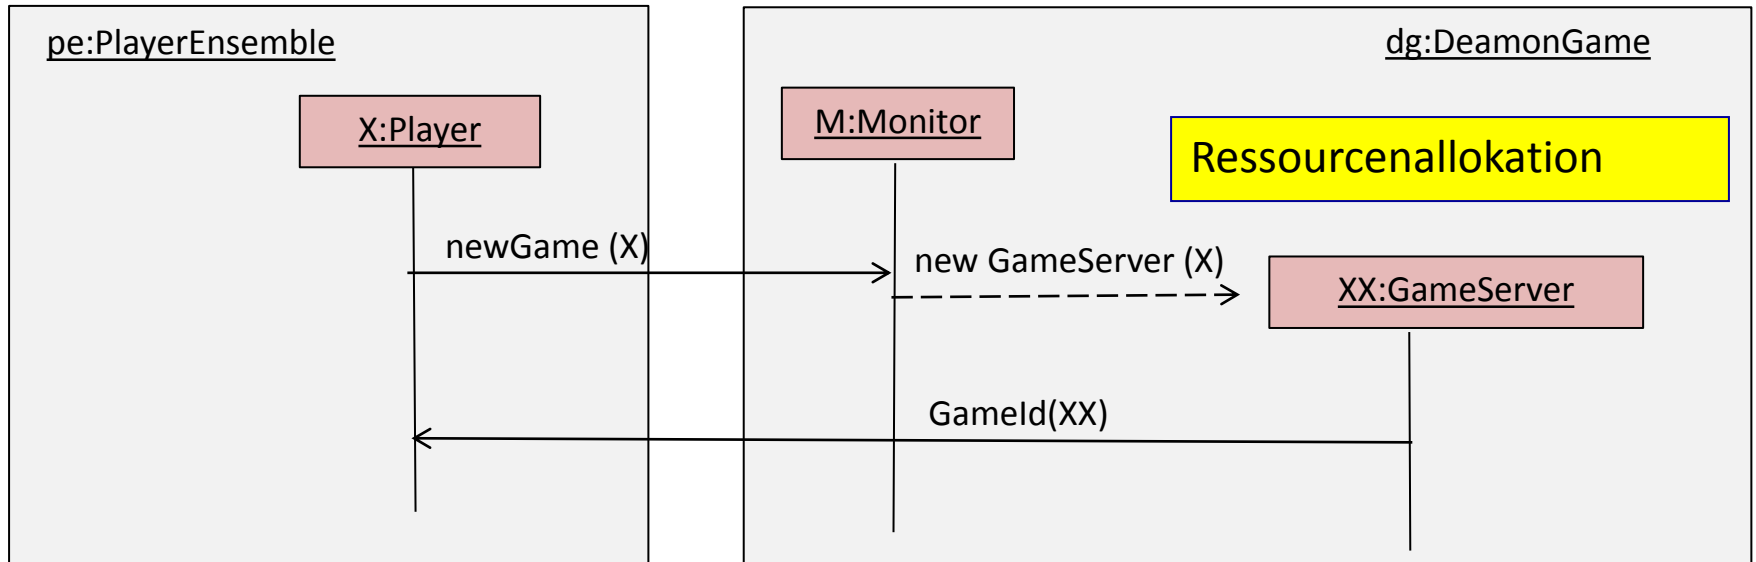 pe:PlayerEnsemble
dg:DeamonGame
X:Player
M:Monitor
Ressourcenallokation
newGame (X)
new GameServer (X)
XX:GameServer
GameId(XX)